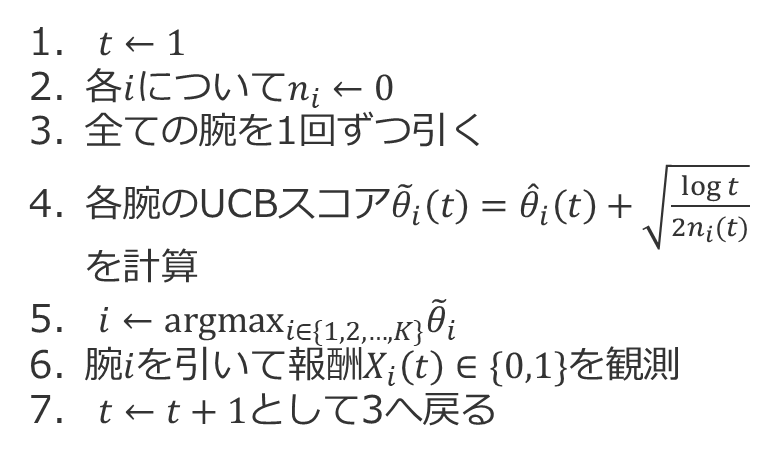 1. t ← 1
2. 各iについてn_i ← 0
3. 全ての腕を1回ずつ引く
4. 各腕のUCBスコアθ̃_i(t) = θ̂_i(t) + √(log t / 2n_i(t))
を計算
5. i ← argmax_{i∈{1,2,…,K}} θ̃_i
6. 腕iを引いて報酬X_i(t) ∈ {0,1}を観測
7. t ← t + 1として3へ戻る